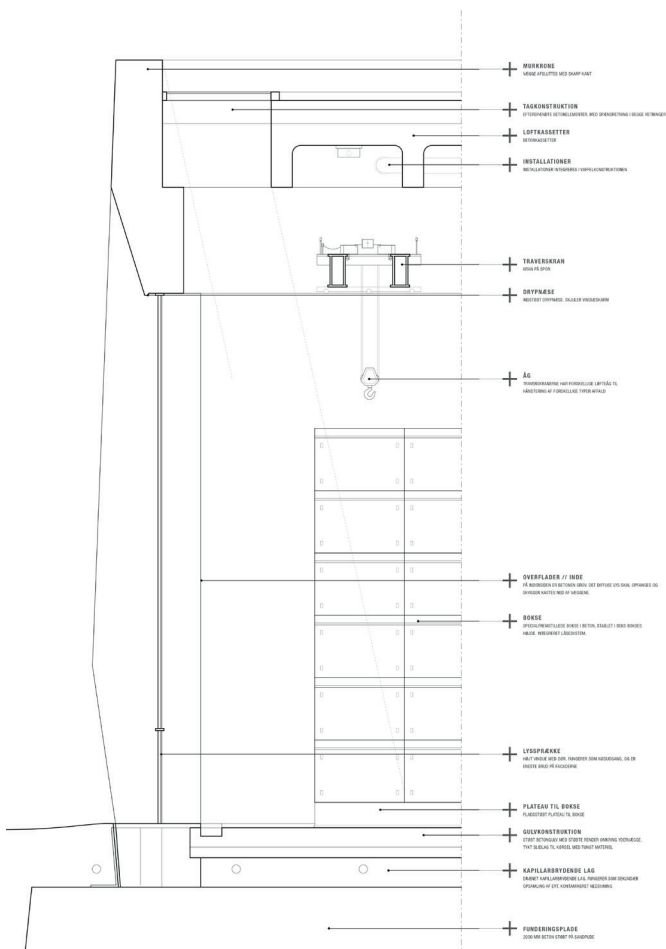 MURKRONE
VÆGGE AFSLUTTES MED SKARP KANT
TAGKONSTRUKTION
EFTERSPÆNDTE BETONELEMENTER, MED SPÆNDRETNING I BEGGE RETNINGER
LOFTKASSETTER
BETONKASSETTER
INSTALLATIONER
INSTALLATIONER INTEGRERES I VAFFELKONSTRUKTIONEN
TRAVERSKRAN
KRAN PÅ SPOR
DRYPNÆSE
INDSTØBT DRYPNÆSE, SKJULER VINDUESKARM
ÅG
TRAVERSKRANERNE HAR FORSKELLIGE LØFTEÅG TIL
HÅNDTERING AF FORSKELLIGE TYPER AFFALD
OVERFLADER // INDE
PÅ INDERSIDEN ER BETONEN GROV. DET DIFFUSE LYS KAN OPFANGES OG
SKYGGER KASTES NED AF VÆGGENE.
BOKSE
SPECIALFREMSTILLEDE BOKSE I BETON, STABLET I SEKS BOKSES
HØJDE. INTEGRERET LÅSESYSTEM.
LYSSPRÆKKE
HØJT VINDUE MED DØR. FUNGERER SOM NØDUDGANG, OG ER
ENESTE BRUD PÅ FACADERNE
PLATEAU TIL BOKSE
PLADSSTØBT PLATEAU TIL BOKSE
GULVKONSTRUKTION
STØBT BETONGULV MED STØBTE RENDER OMKRING YDERVÆGGE.
TYKT SLIDLAG TIL KØRSEL MED TUNGT MATERIEL
KAPILLARBRYDENDE LAG
DRÆNET KAPILLARBRYDENDE LAG. FUNGERER SOM SEKUNDÆR
OPSAMLING AF EVT. KONTAMINERET NEDSIVNING
FUNDERINGSPLADE
2000 MM BETON STØBT PÅ SANDPUDE